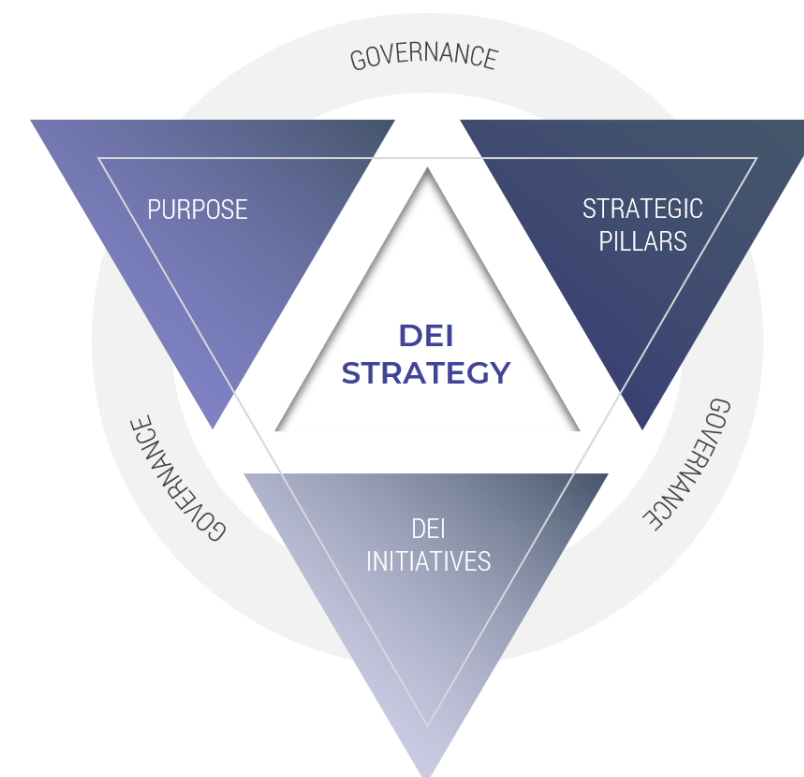 GOVERNANCE
PURPOSE
STRATEGIC
PILLARS
DEI
STRATEGY
GOVERNANCE
GOVERNANCE
DEI
INITIATIVES